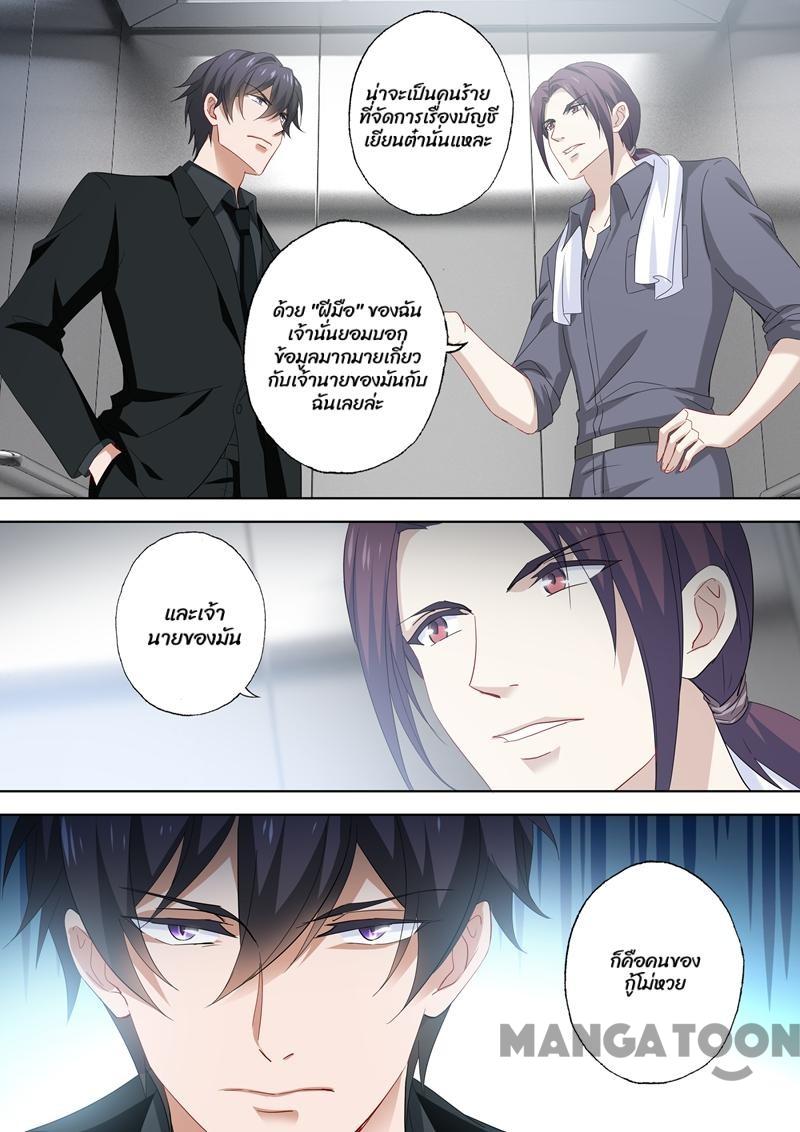 น่าจะเป็นคนร้าย
ที่จัดการเรื่องบัญชี
เยียนต๋านั่นแหละ
ด้วย "ฝีมือ" ของฉัน
เจ้านั่นยอมบอก
ข้อมูลมากมายเกี่ยว
กับเจ้านายของมันกับ
ฉันเลยล่ะ
และเจ้า
นายของมัน
ก็คือคนของ
กู้โม่หวย
MANGATOON